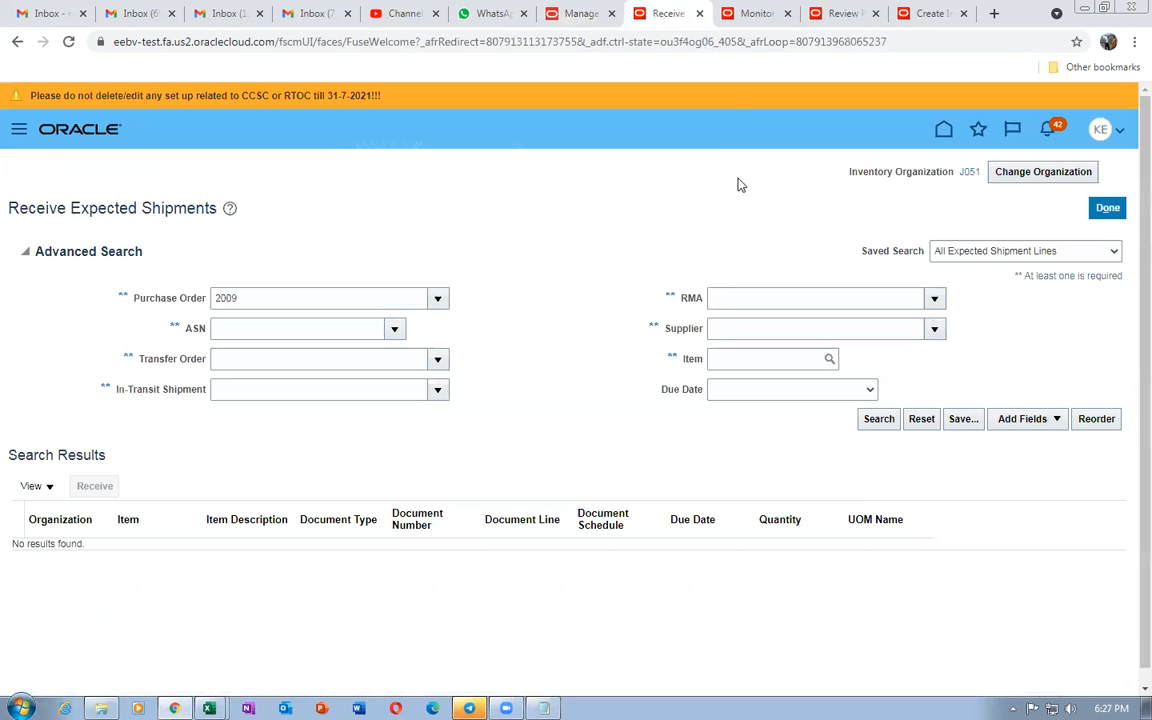 Inbox - r
Inbox (6
Inbox (1
Inbox (7
Channel
WhatsA
Manage
Receive
Monitor
Review
Create I
eebv-test.fa.us2.oraclecloud.com/fscmUI/faces/FuseWelcome?_afrRedirect=8079131113173755&_adf.ctrl-state=ou3f4og06_405&_afrLoop=807913968065237
Other bookmarks
Please do not delete/edit any set up related to CCSC or RTOC till 31-7-2021!!!
ORACLE
42
KE
Inventory Organization J051 Change Organization
Receive Expected Shipments ?
Done
Advanced Search
Saved Search All Expected Shipment Lines
** At least one is required
** Purchase Order 2009
** RMA
** ASN
** Supplier
** Transfer Order
** Item
** In-Transit Shipment
Due Date
Search Reset Save... Add Fields Reorder
Search Results
View Receive
Organization Item Item Description Document Type Document Number Document Line Document Schedule Due Date Quantity UOM Name
No results found.
6:27 PM